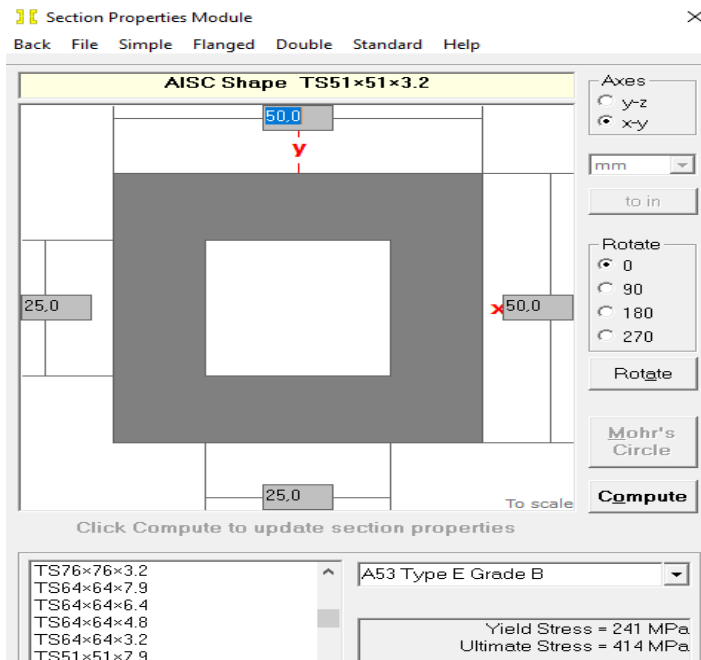 Section Properties Module
Back File Simple Flanged Double Standard Help
AISC Shape TS51×51×3.2
Axes
y-z
x-y
50,0
y
mm
to in
Rotate
0
90
180
270
25,0
x
50,0
Rotate
Mohr's
Circle
25,0
To scale
Compute
Click Compute to update section properties
TS76×76×3.2
TS64×64×7.9
TS64×64×6.4
TS64×64×4.8
TS64×64×3.2
TS51×51×7.9
A53 Type E Grade B
Yield Stress = 241 MPa
Ultimate Stress = 414 MPa